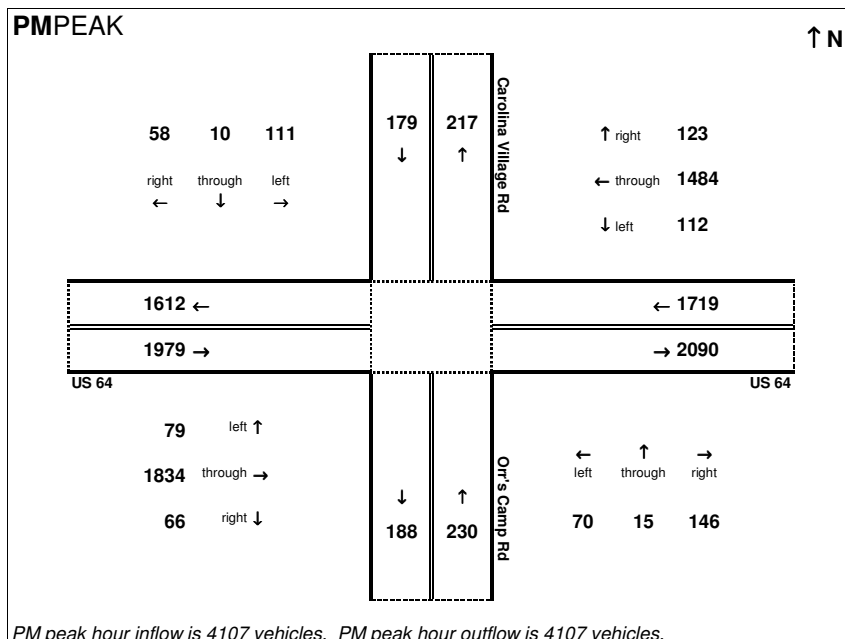 PMPEAK
↑ N
58 10 111
right through left
← ↓ →
179 217
↓ ↑
Carolina Village Rd
↑ right 123
← through 1484
↓ left 112
1612 ←
← 1719
1979 →
→ 2090
US 64
US 64
79 left ↑
1834 through →
66 right ↓
↓ ↑
188 230
Orr's Camp Rd
← ↑ →
left through right
70 15 146
PM peak hour inflow is 4107 vehicles. PM peak hour outflow is 4107 vehicles.